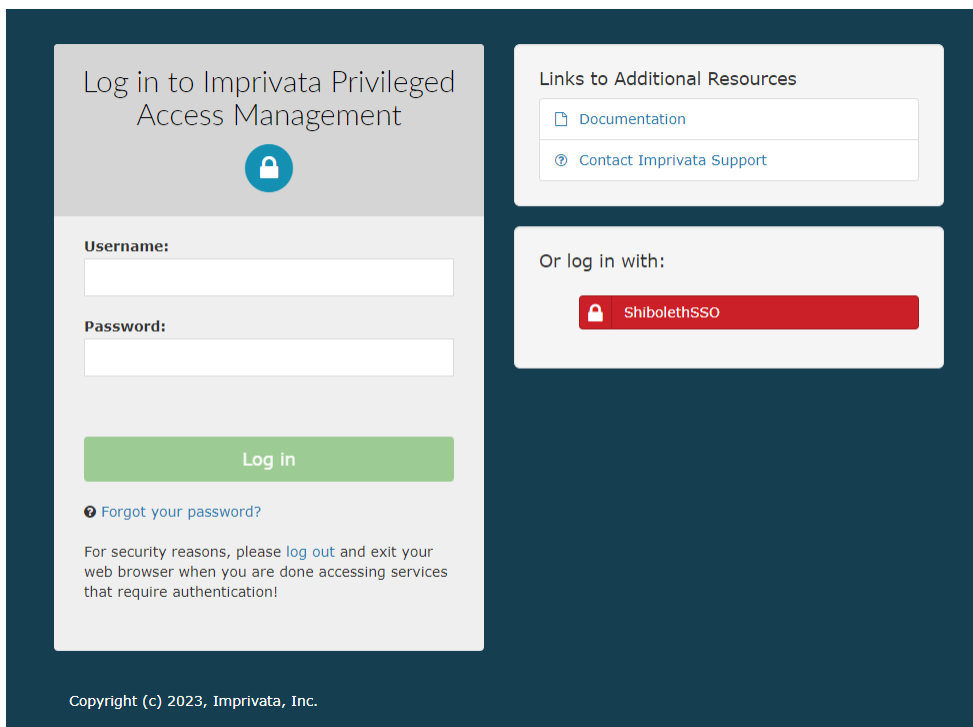 Log in to Imprivata Privileged
Access Management
Username:
Password:
Log in
Forgot your password?
For security reasons, please log out and exit your
web browser when you are done accessing services
that require authentication!
Links to Additional Resources
Documentation
Contact Imprivata Support
Or log in with:
ShibolethSSO
Copyright (c) 2023, Imprivata, Inc.